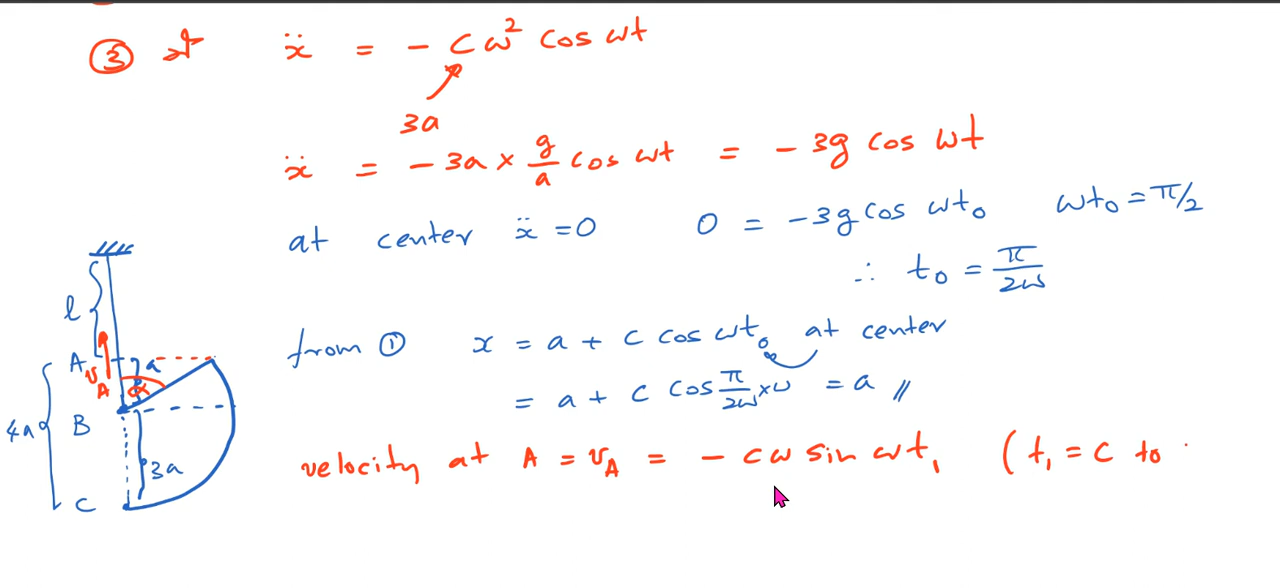 ③ ⇒ ẍ = - cω² cos ωt
3a
ẍ = - 3a × g/a cos ωt = - 3g cos ωt
at center ẍ = 0 0 = -3g cos ωt₀ ωt₀ = π/2
∴ t₀ = π/2ω
from ① x = a + c cos ωt₀ at center
= a + c cos π/2ω × ω = a //
velocity at A = v_A = - cω sin ωt₁ (t₁ = C to
l
A
a
v_A
α
4a
B
3a
C